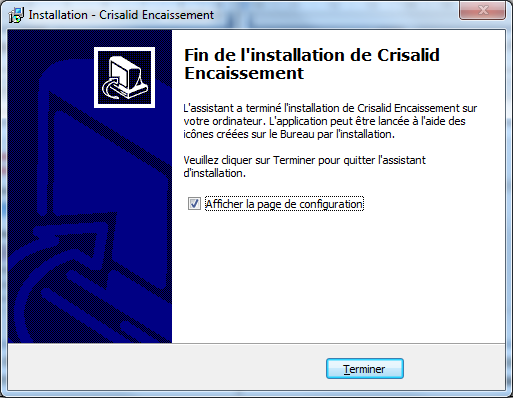 Installation - Crisalid Encaissement
Fin de l'installation de Crisalid
Encaissement
L'assistant a terminé l'installation de Crisalid Encaissement sur
votre ordinateur. L'application peut être lancée à l'aide des
icônes créées sur le Bureau par l'installation.
Veuillez cliquer sur Terminer pour quitter l'assistant
d'installation.
Afficher la page de configuration
Terminer